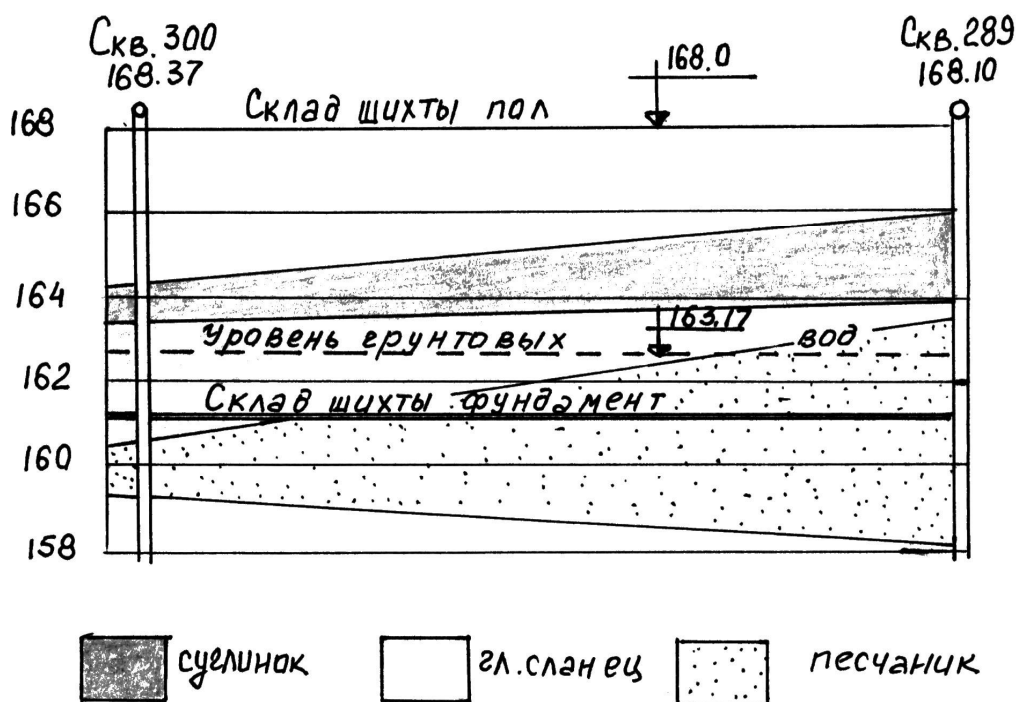 Скв. 300
168.37
Скв. 289
168.10
168.0
Склад шихты пол
168
166
164
163.17
Уровень грунтовых вод
162
Склад шихты фундамент
160
158
суглинок
гл. сланец
песчаник